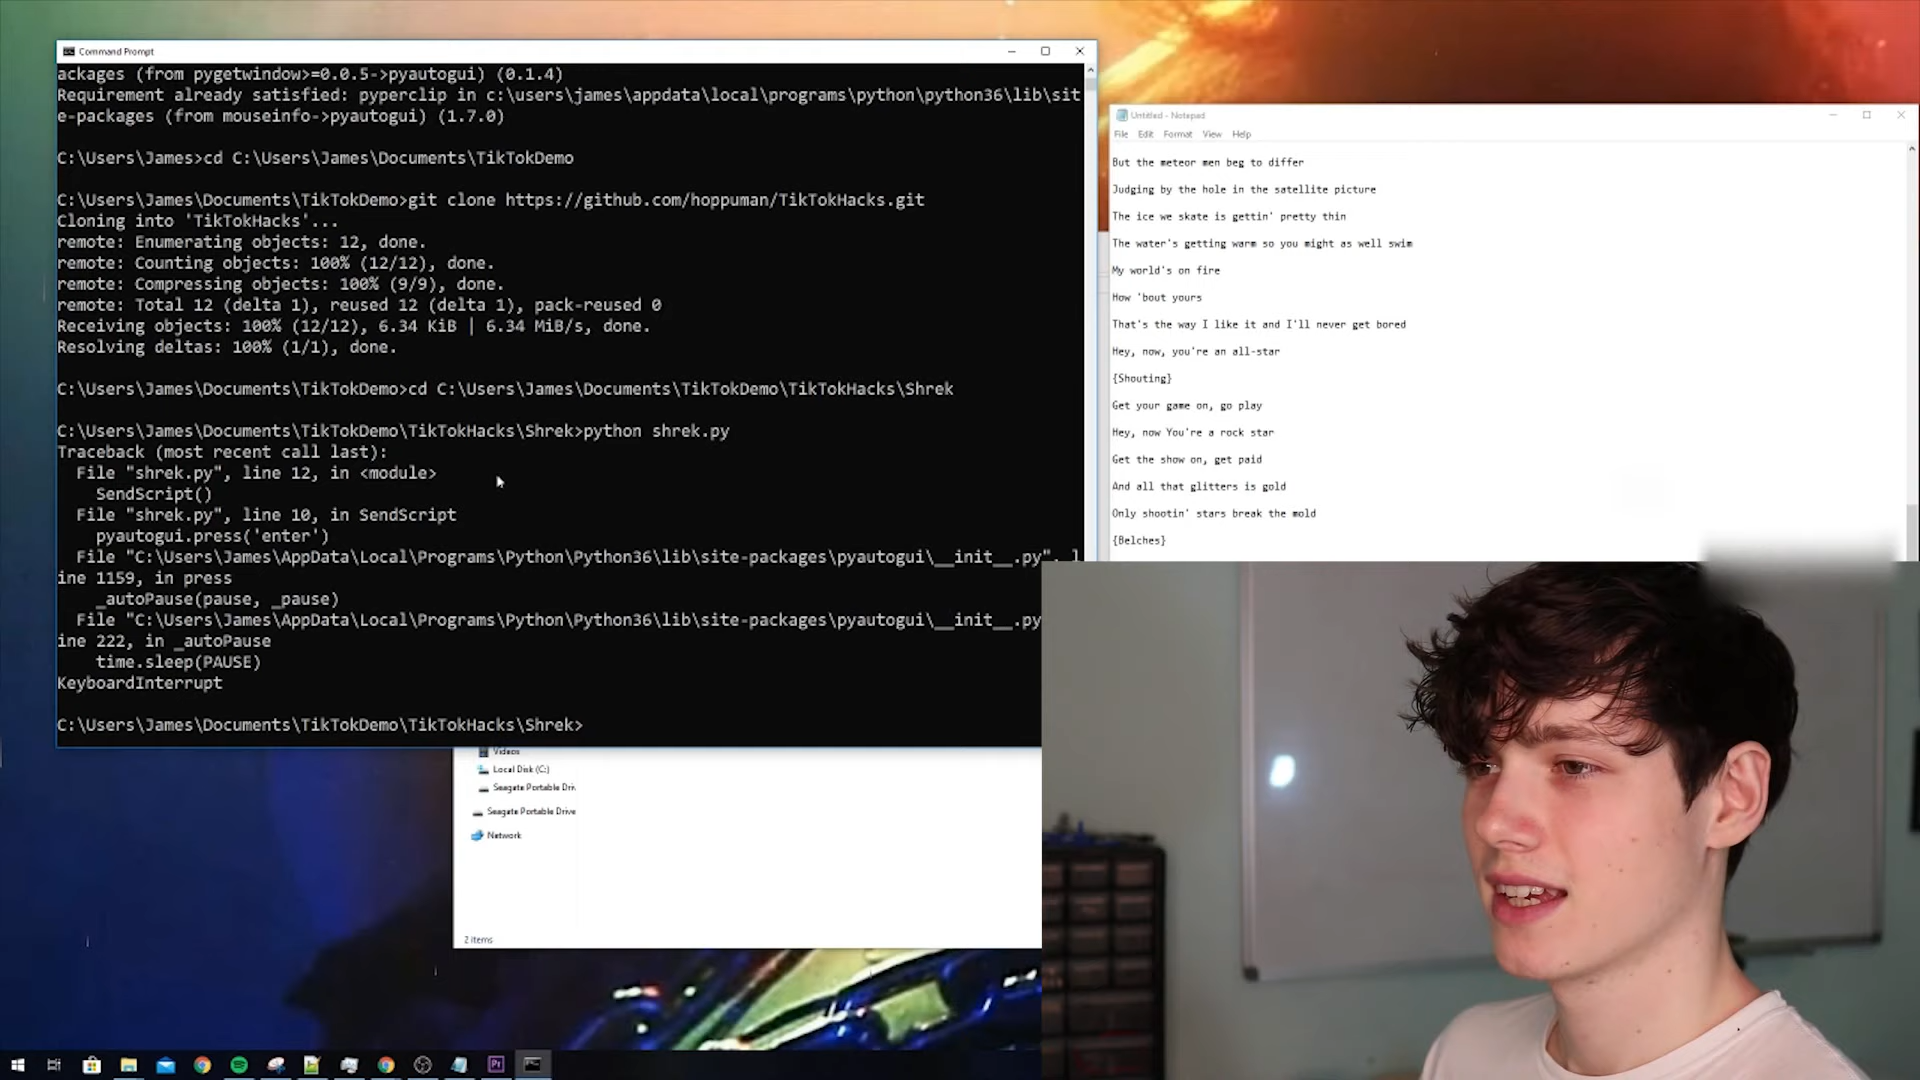 Command Prompt
ackages (from pygetwindow>=0.0.5->pyautogui) (0.1.4)
Requirement already satisfied: pyperclip in c:\users\james\appdata\local\programs\python\python36\lib\sit
e-packages (from mouseinfo->pyautogui) (1.7.0)
C:\Users\James>cd C:\Users\James\Documents\TikTokDemo
C:\Users\James\Documents\TikTokDemo>git clone https://github.com/hoppuman/TikTokHacks.git
Cloning into 'TikTokHacks'...
remote: Enumerating objects: 12, done.
remote: Counting objects: 100% (12/12), done.
remote: Compressing objects: 100% (9/9), done.
remote: Total 12 (delta 1), reused 12 (delta 1), pack-reused 0
Receiving objects: 100% (12/12), 6.34 KiB | 6.34 MiB/s, done.
Resolving deltas: 100% (1/1), done.
C:\Users\James\Documents\TikTokDemo>cd C:\Users\James\Documents\TikTokDemo\TikTokHacks\Shrek
C:\Users\James\Documents\TikTokDemo\TikTokHacks\Shrek>python shrek.py
Traceback (most recent call last):
File "shrek.py", line 12, in <module>
SendScript()
File "shrek.py", line 10, in SendScript
pyautogui.press('enter')
File "C:\Users\James\AppData\Local\Programs\Python\Python36\lib\site-packages\pyautogui\__init__.py", l
ine 1159, in press
_autoPause(pause, _pause)
File "C:\Users\James\AppData\Local\Programs\Python\Python36\lib\site-packages\pyautogui\__init__.py
ine 222, in _autoPause
time.sleep(PAUSE)
KeyboardInterrupt
C:\Users\James\Documents\TikTokDemo\TikTokHacks\Shrek>
Untitled - Notepad
File Edit Format View Help
But the meteor men beg to differ
Judging by the hole in the satellite picture
The ice we skate is gettin' pretty thin
The water's getting warm so you might as well swim
My world's on fire
How 'bout yours
That's the way I like it and I'll never get bored
Hey, now, you're an all-star
{Shouting}
Get your game on, go play
Hey, now You're a rock star
Get the show on, get paid
And all that glitters is gold
Only shootin' stars break the mold
{Belches}
Videos
Local Disk (C:)
Seagate Portable Driv
Seagate Portable Drive
Network
2 items
Pr